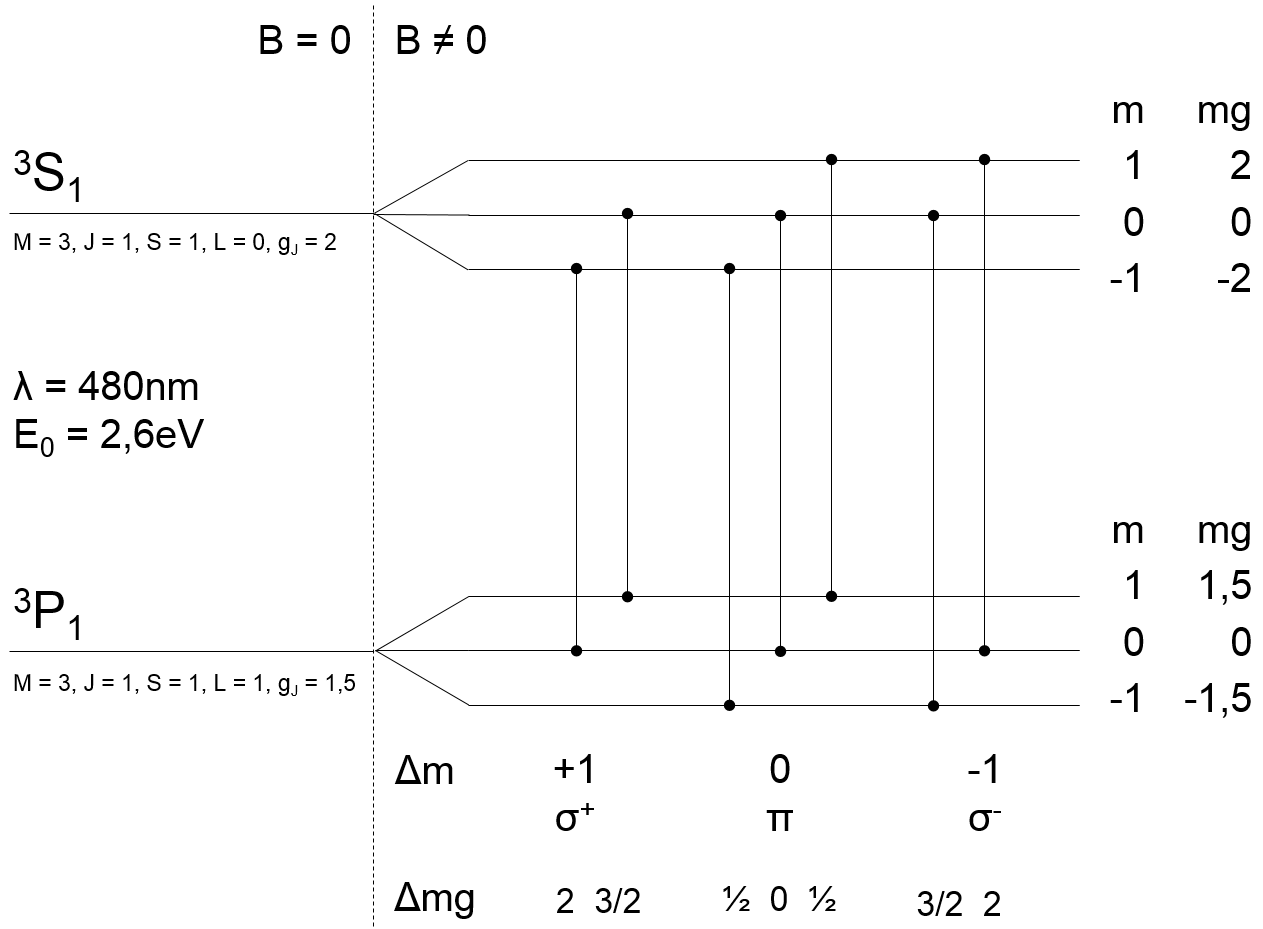 B = 0 B ≠ 0
m mg
³S₁ 1 2
0 0
M = 3, J = 1, S = 1, L = 0, gJ = 2
-1 -2
λ = 480nm
E₀ = 2,6eV
m mg
³P₁ 1 1,5
0 0
M = 3, J = 1, S = 1, L = 1, gJ = 1,5
-1 -1,5
Δm +1 0 -1
σ⁺ π σ⁻
Δmg 2 3/2 ½ 0 ½ 3/2 2